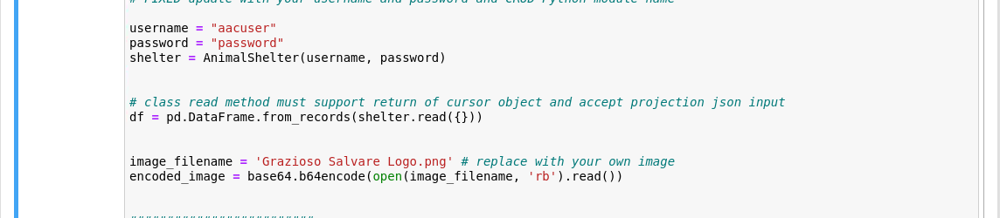 # FIXED update with your username and password and CRUD Python module name
username = "aacuser"
password = "password"
shelter = AnimalShelter(username, password)
# class read method must support return of cursor object and accept projection json input
df = pd.DataFrame.from_records(shelter.read({}))
image_filename = 'Grazioso Salvare Logo.png' # replace with your own image
encoded_image = base64.b64encode(open(image_filename, 'rb').read())